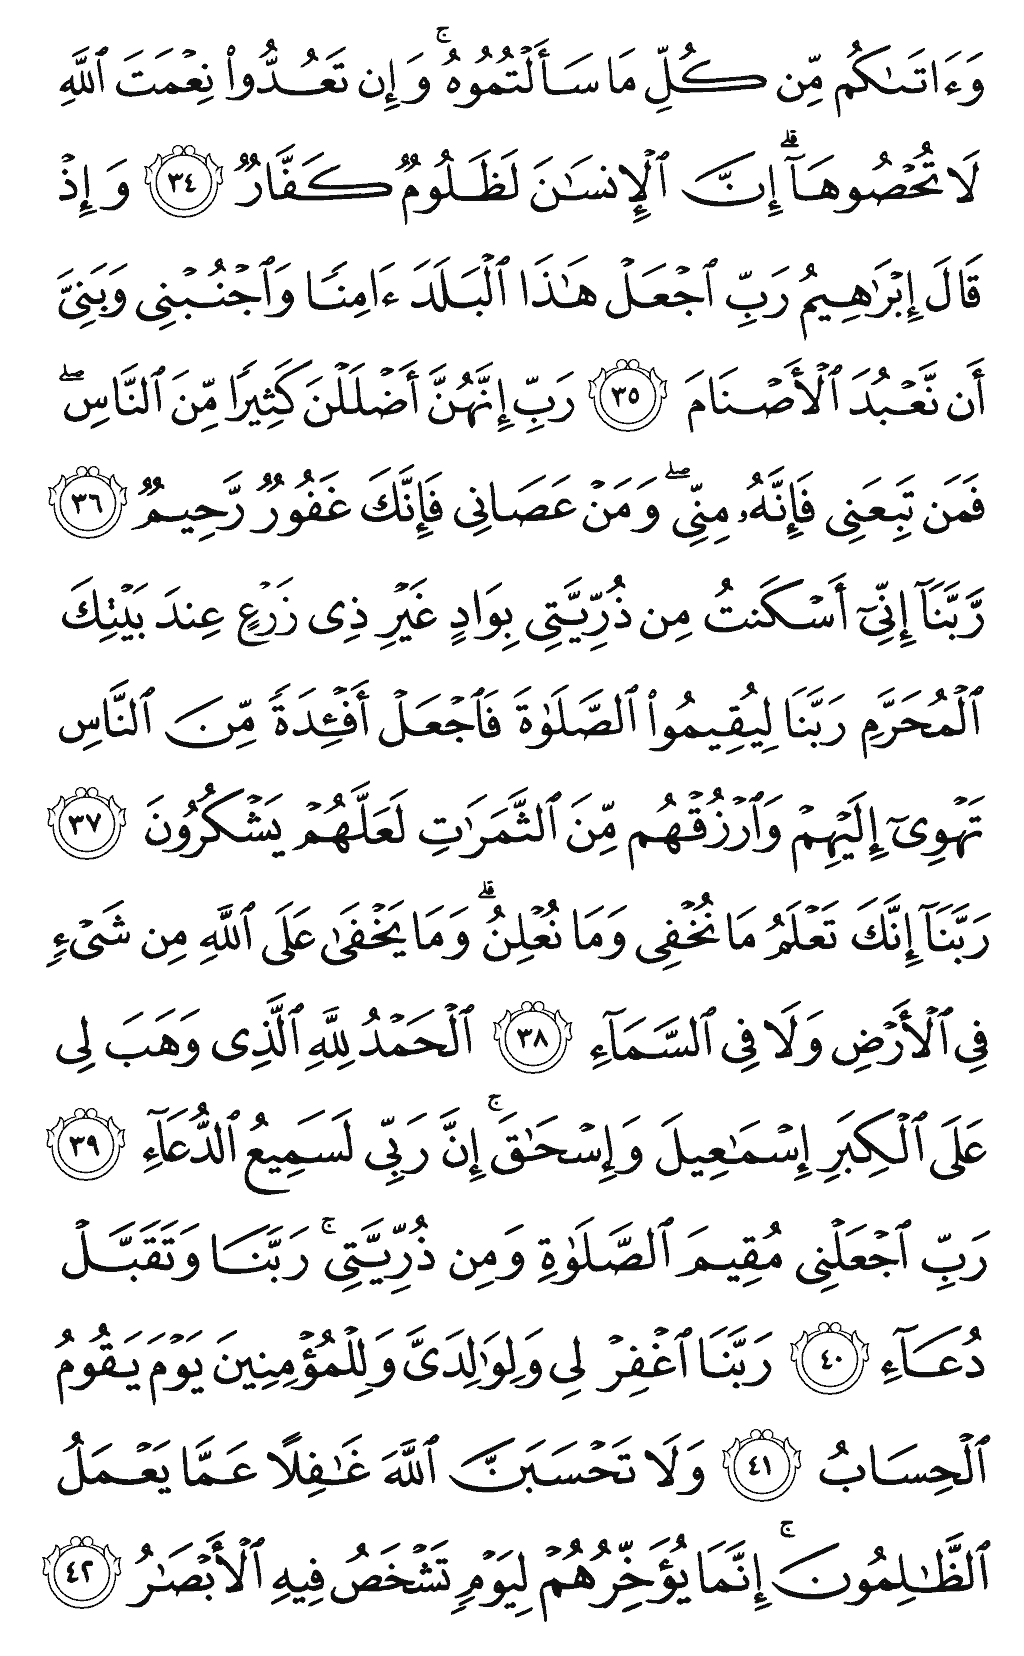 وَءَاتَىٰكُم مِّن كُلِّ مَا سَأَلْتُمُوهُ ۚ وَإِن تَعُدُّوا۟ نِعْمَتَ ٱللَّهِ
لَا تُحْصُوهَآ ۗ إِنَّ ٱلْإِنسَـٰنَ لَظَلُومٌ كَفَّارٌ ٣٤ وَإِذْ
قَالَ إِبْرَٰهِيمُ رَبِّ ٱجْعَلْ هَـٰذَا ٱلْبَلَدَ ءَامِنًا وَٱجْنُبْنِى وَبَنِىَّ
أَن نَّعْبُدَ ٱلْأَصْنَامَ ٣٥ رَبِّ إِنَّهُنَّ أَضْلَلْنَ كَثِيرًا مِّنَ ٱلنَّاسِ ۖ
فَمَن تَبِعَنِى فَإِنَّهُۥ مِنِّى ۖ وَمَنْ عَصَانِى فَإِنَّكَ غَفُورٌ رَّحِيمٌ ٣٦
رَّبَّنَآ إِنِّىٓ أَسْكَنتُ مِن ذُرِّيَّتِى بِوَادٍ غَيْرِ ذِى زَرْعٍ عِندَ بَيْتِكَ
ٱلْمُحَرَّمِ رَبَّنَا لِيُقِيمُوا۟ ٱلصَّلَوٰةَ فَٱجْعَلْ أَفْـِٔدَةً مِّنَ ٱلنَّاسِ
تَهْوِىٓ إِلَيْهِمْ وَٱرْزُقْهُم مِّنَ ٱلثَّمَرَٰتِ لَعَلَّهُمْ يَشْكُرُونَ ٣٧
رَبَّنَآ إِنَّكَ تَعْلَمُ مَا نُخْفِى وَمَا نُعْلِنُ ۗ وَمَا يَخْفَىٰ عَلَى ٱللَّهِ مِن شَىْءٍ
فِى ٱلْأَرْضِ وَلَا فِى ٱلسَّمَآءِ ٣٨ ٱلْحَمْدُ لِلَّهِ ٱلَّذِى وَهَبَ لِى
عَلَى ٱلْكِبَرِ إِسْمَـٰعِيلَ وَإِسْحَـٰقَ ۚ إِنَّ رَبِّى لَسَمِيعُ ٱلدُّعَآءِ ٣٩
رَبِّ ٱجْعَلْنِى مُقِيمَ ٱلصَّلَوٰةِ وَمِن ذُرِّيَّتِى ۚ رَبَّنَا وَتَقَبَّلْ
دُعَآءِ ٤٠ رَبَّنَا ٱغْفِرْ لِى وَلِوَٰلِدَىَّ وَلِلْمُؤْمِنِينَ يَوْمَ يَقُومُ
ٱلْحِسَابُ ٤١ وَلَا تَحْسَبَنَّ ٱللَّهَ غَـٰفِلًا عَمَّا يَعْمَلُ
ٱلظَّـٰلِمُونَ ۚ إِنَّمَا يُؤَخِّرُهُمْ لِيَوْمٍ تَشْخَصُ فِيهِ ٱلْأَبْصَـٰرُ ٤٢